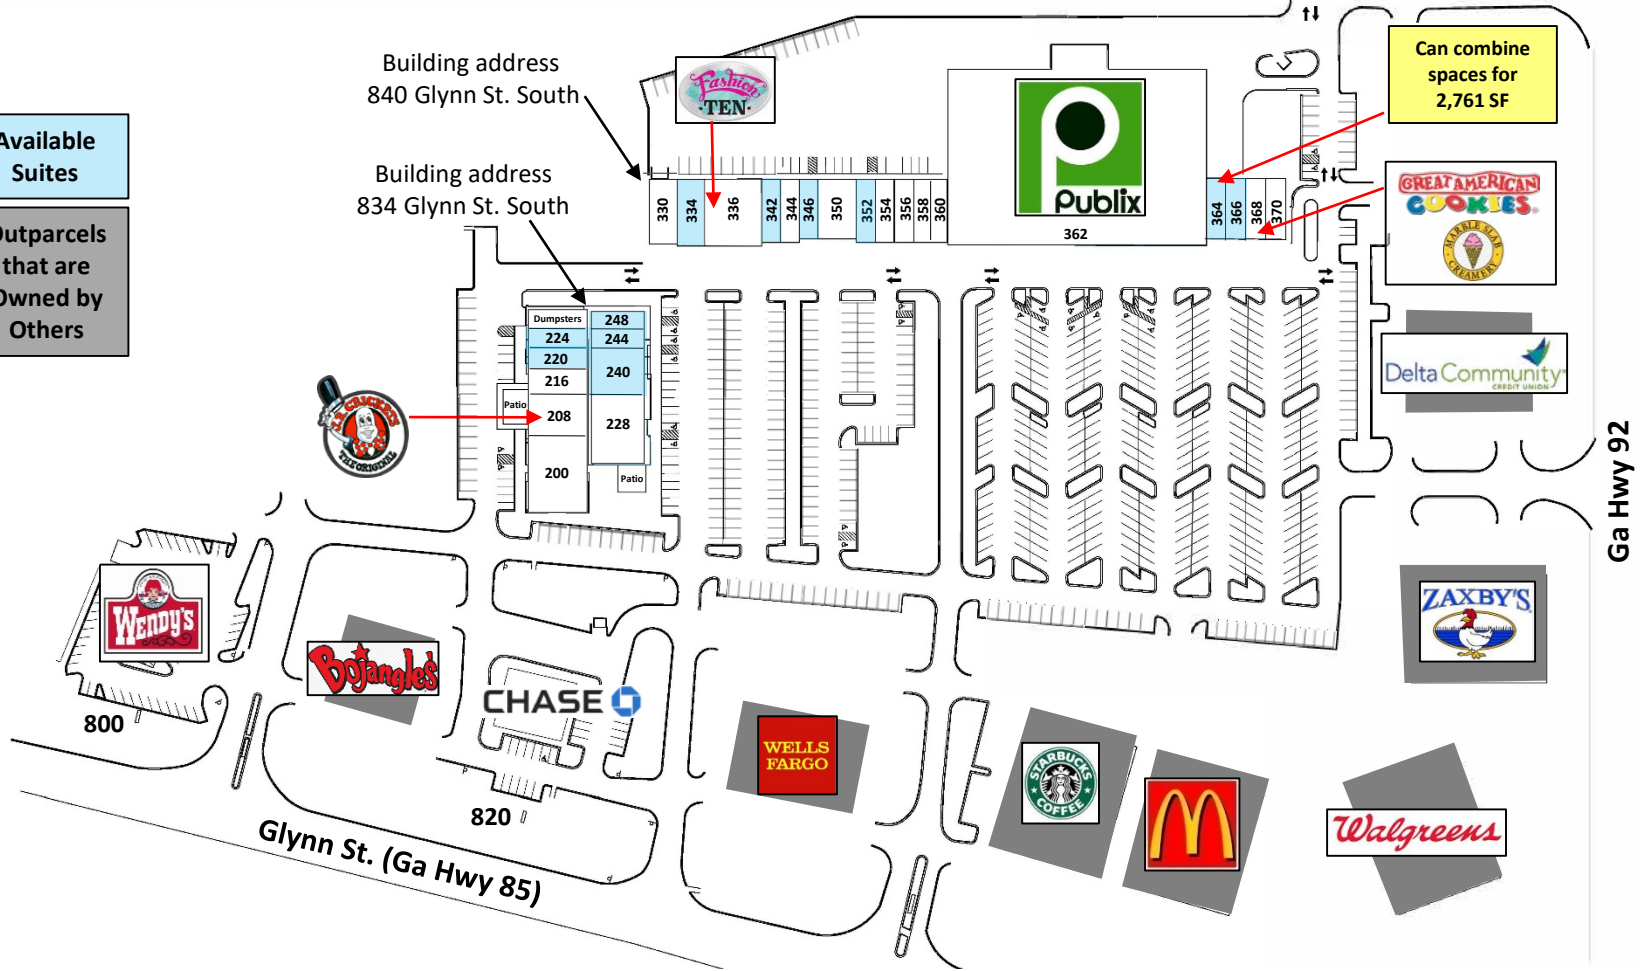 Building address
840 Glynn St. South
Fashion
TEN
Can combine
spaces for
2,761 SF
Available
Suites
Outparcels
that are
Owned by
Others
Building address
834 Glynn St. South
Publix
330
334
336
342
344
346
350
352
354
356
358
360
362
364
366
368
370
GREAT AMERICAN
COOKIES
MARBLE SLAB
CREAMERY
Dumpsters
248
224
244
220
240
216
Patio
208
228
200
Patio
J.R. CRICKETS
THE ORIGINAL
Delta Community
CREDIT UNION
Ga Hwy 92
WENDY'S
Bojangles
CHASE
WELLS
FARGO
STARBUCKS
COFFEE
ZAXBY'S
Walgreens
800
820
Glynn St. (Ga Hwy 85)